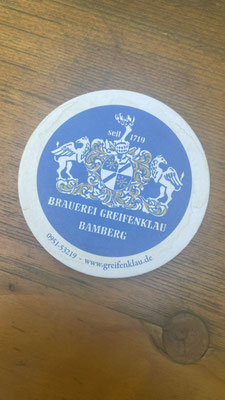 seit 1719
BRAUEREI GREIFENKLAU
BAMBERG
0951-53219 - www.greifenklau.de